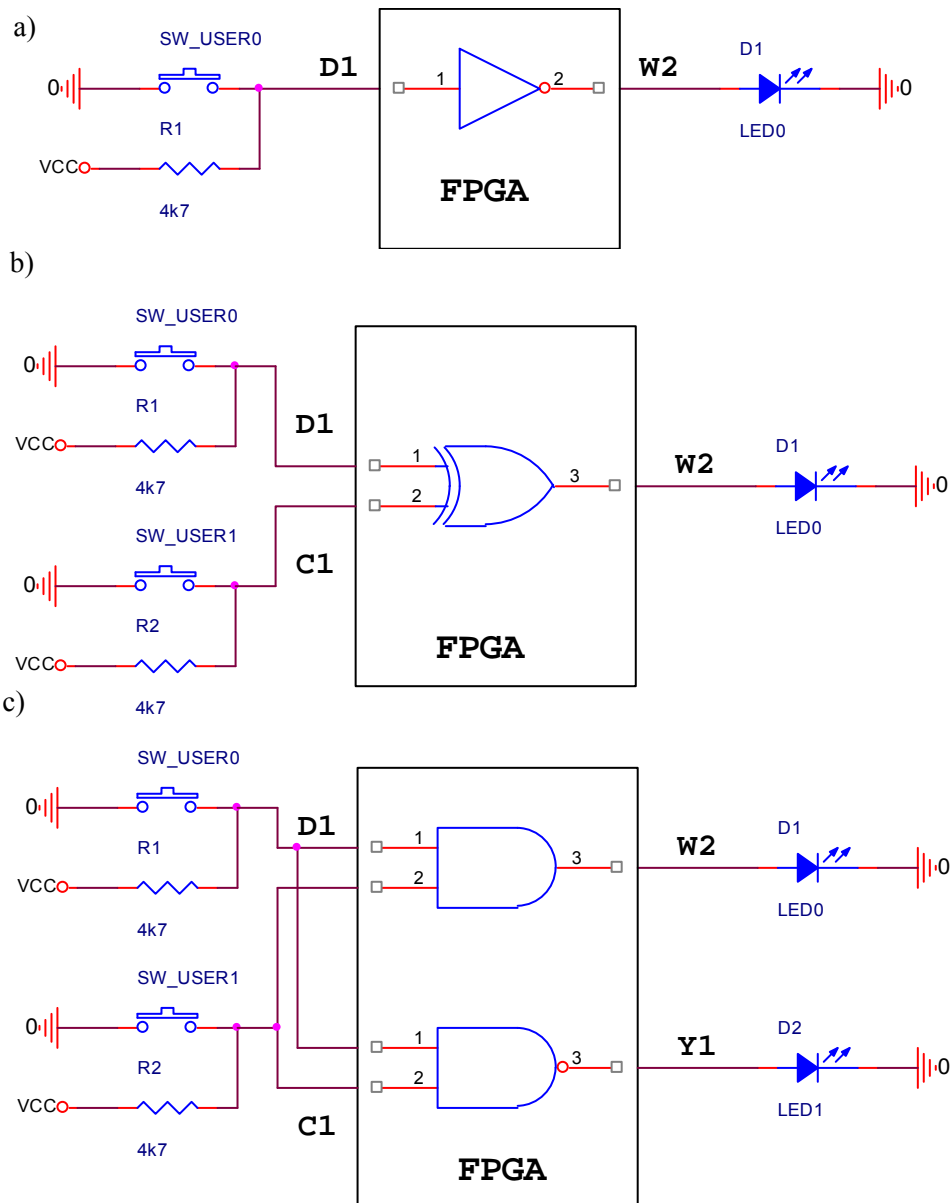 a)
SW_USER0
D1
W2
D1
0
1
2
0
R1
LED0
VCC
4k7
FPGA
b)
SW_USER0
0
R1
D1
VCC
W2
D1
1
4k7
2
3
0
SW_USER1
LED0
C1
0
R2
FPGA
VCC
4k7
c)
SW_USER0
0
D1
W2
D1
R1
1
3
0
VCC
2
LED0
4k7
SW_USER1
0
D2
R2
1
Y1
3
0
VCC
2
LED1
C1
4k7
FPGA